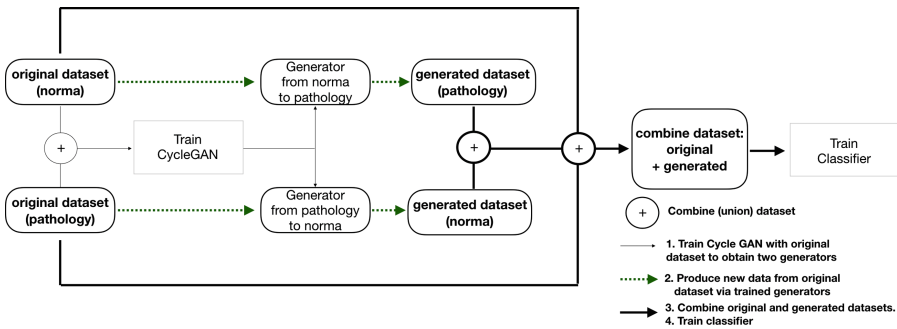 original dataset
(norma)
Generator
from norma
to pathology
generated dataset
(pathology)
+
Train
CycleGAN
+
+
combine dataset:
original
+ generated
Train
Classifier
original dataset
(pathology)
Generator
from pathology
to norma
generated dataset
(norma)
+
Combine (union) dataset
1. Train Cycle GAN with original
dataset to obtain two generators
2. Produce new data from original
dataset via trained generators
3. Combine original and generated datasets.
4. Train classifier